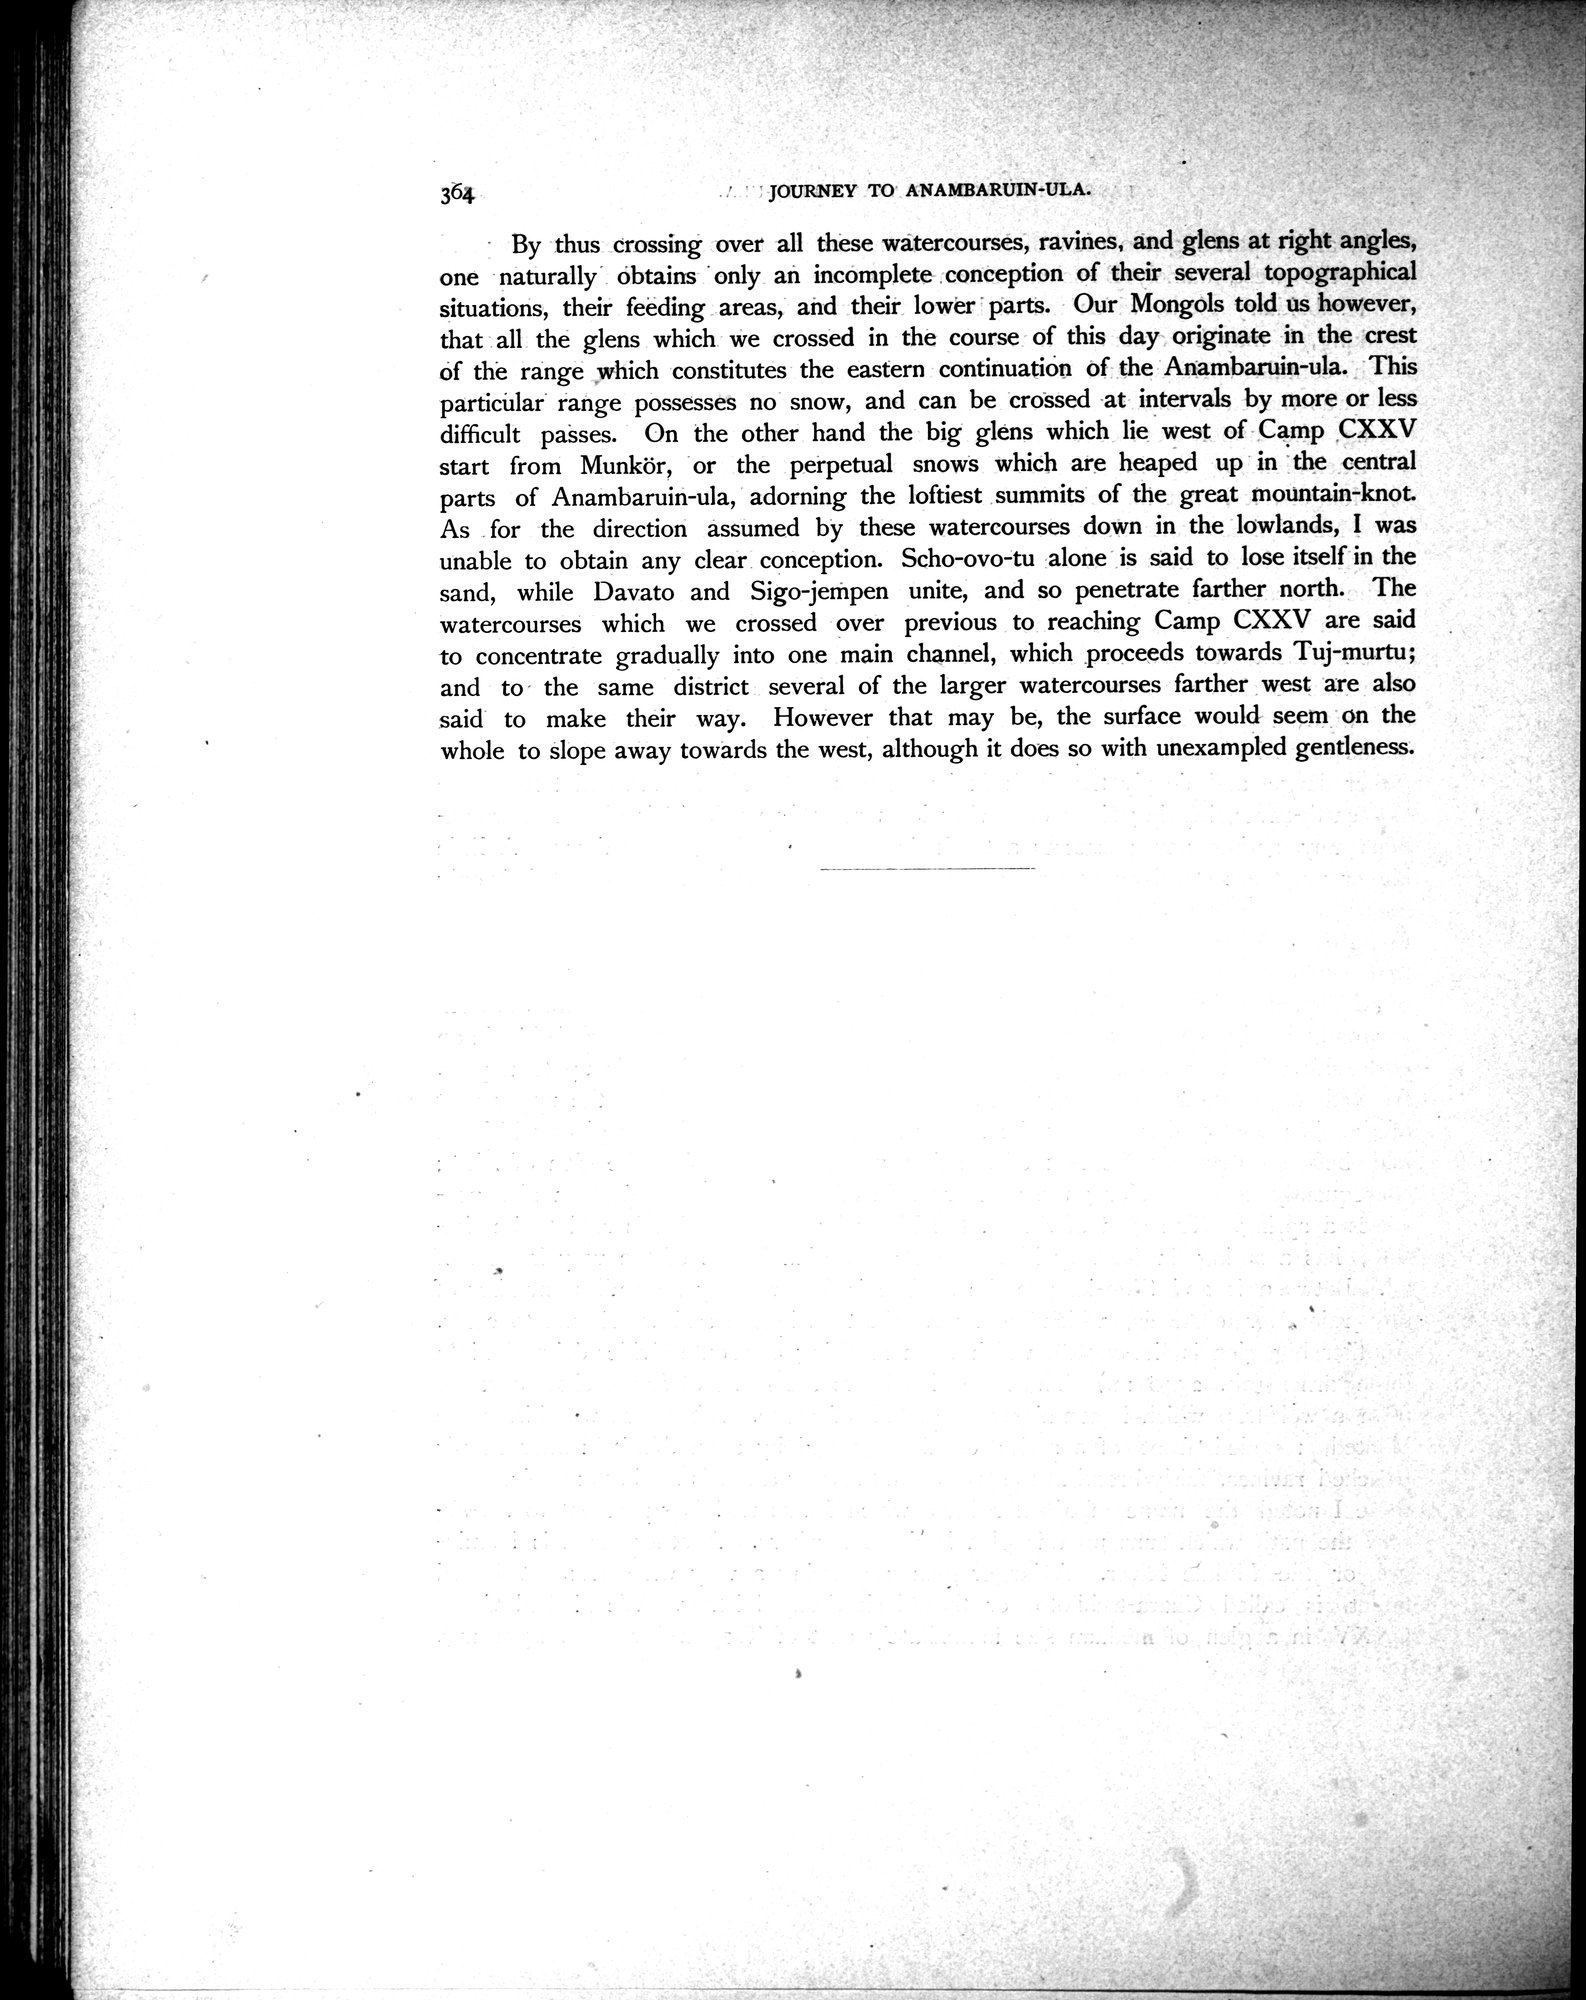 364
JOURNEY TO ANAMBARUIN-ULA.
By thus crossing over all these watercourses, ravines, and glens at right angles,
one naturally obtains only an incomplete conception of their several topographical
situations, their feeding areas, and their lower parts. Our Mongols told us however,
that all the glens which we crossed in the course of this day originate in the crest
of the range which constitutes the eastern continuation of the Anambaruin-ula. This
particular range possesses no snow, and can be crossed at intervals by more or less
difficult passes. On the other hand the big glens which lie west of Camp CXXV
start from Munkör, or the perpetual snows which are heaped up in the central
parts of Anambaruin-ula, adorning the loftiest summits of the great mountain-knot.
As for the direction assumed by these watercourses down in the lowlands, I was
unable to obtain any clear conception. Scho-ovo-tu alone is said to lose itself in the
sand, while Davato and Sigo-jempen unite, and so penetrate farther north. The
watercourses which we crossed over previous to reaching Camp CXXV are said
to concentrate gradually into one main channel, which proceeds towards Tuj-murtu;
and to the same district several of the larger watercourses farther west are also
said to make their way. However that may be, the surface would seem on the
whole to slope away towards the west, although it does so with unexampled gentleness.